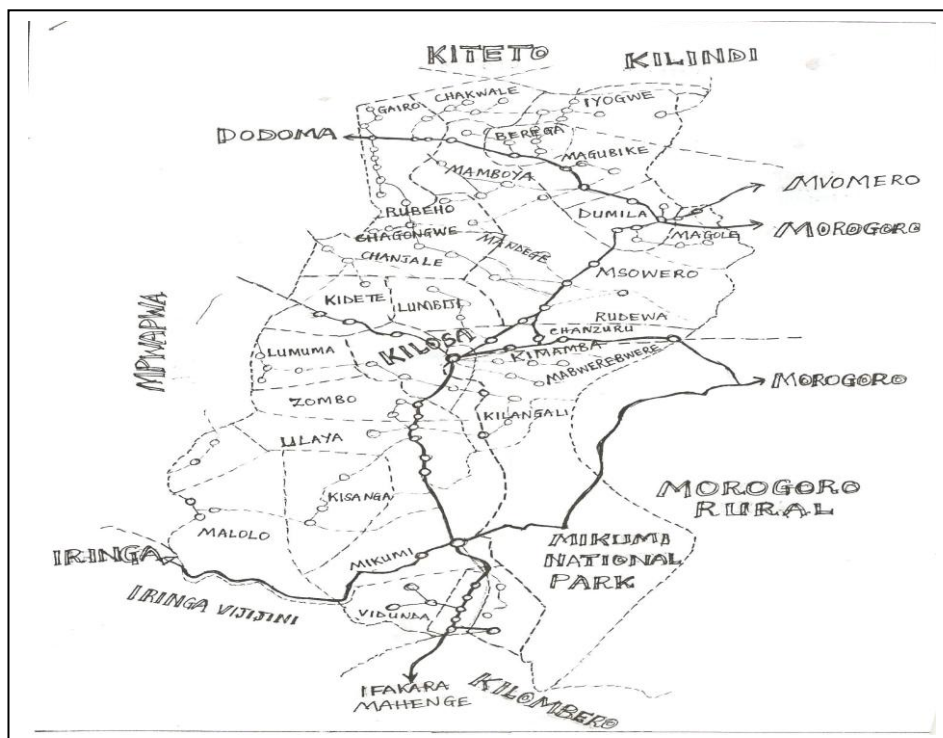 KITETO
KILINDI
GAIRO
CHAKWALE
IYOGWE
DODOMA
BEREGA
MAGUBIKE
MAMBOYA
MVOMERO
RUBEHO
DUMILA
MOROGORO
CHAGONGWE
MAGOLE
MANDEGE
CHANJALE
MSOWERO
KIDETE
LUMBIJI
RUDEWA
MPWAPWA
CHANZURU
KILOSA
KIMAMBA
LUMUMA
MABWEREBWERE
MOROGORO
ZOMBO
KILANGALI
ULAYA
MOROGORO
RURAL
KISANGA
MALOLO
MIKUMI
NATIONAL
PARK
IRINGA
MIKUMI
IRINGA VIJIJINI
VIDUNDA
IFAKARA
MAHENGE
KILOMBERO